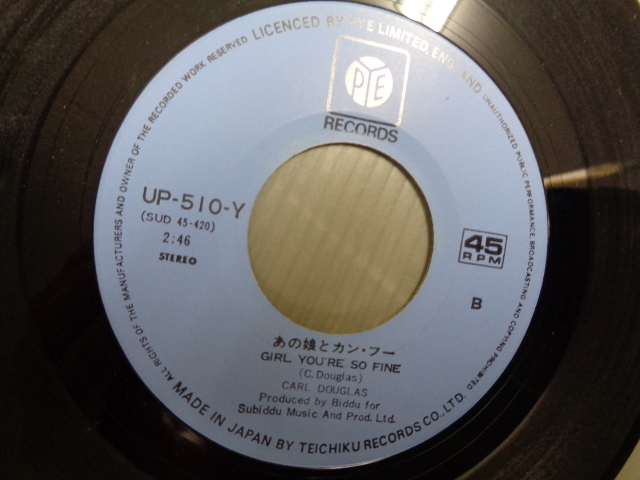 ALL RIGHTS OF THE MANUFACTURERS AND OWNER OF THE RECORDED WORK RESERVED LICENCED BY PYE LIMITED, ENGLAND UNAUTHORIZED PUBLIC PERFORMANCE, BROADCASTING AND COPYING PROHIBITED
PYE
RECORDS
UP-510-Y
(SUD 45-420)
2:46
STEREO
45
RPM
B
あの娘とカン・フー
GIRL YOU'RE SO FINE
(C. Douglas)
CARL DOUGLAS
Produced by Biddu for
Subiddu Music And Prod. Ltd.
MADE IN JAPAN BY TEICHIKU RECORDS CO., LTD.